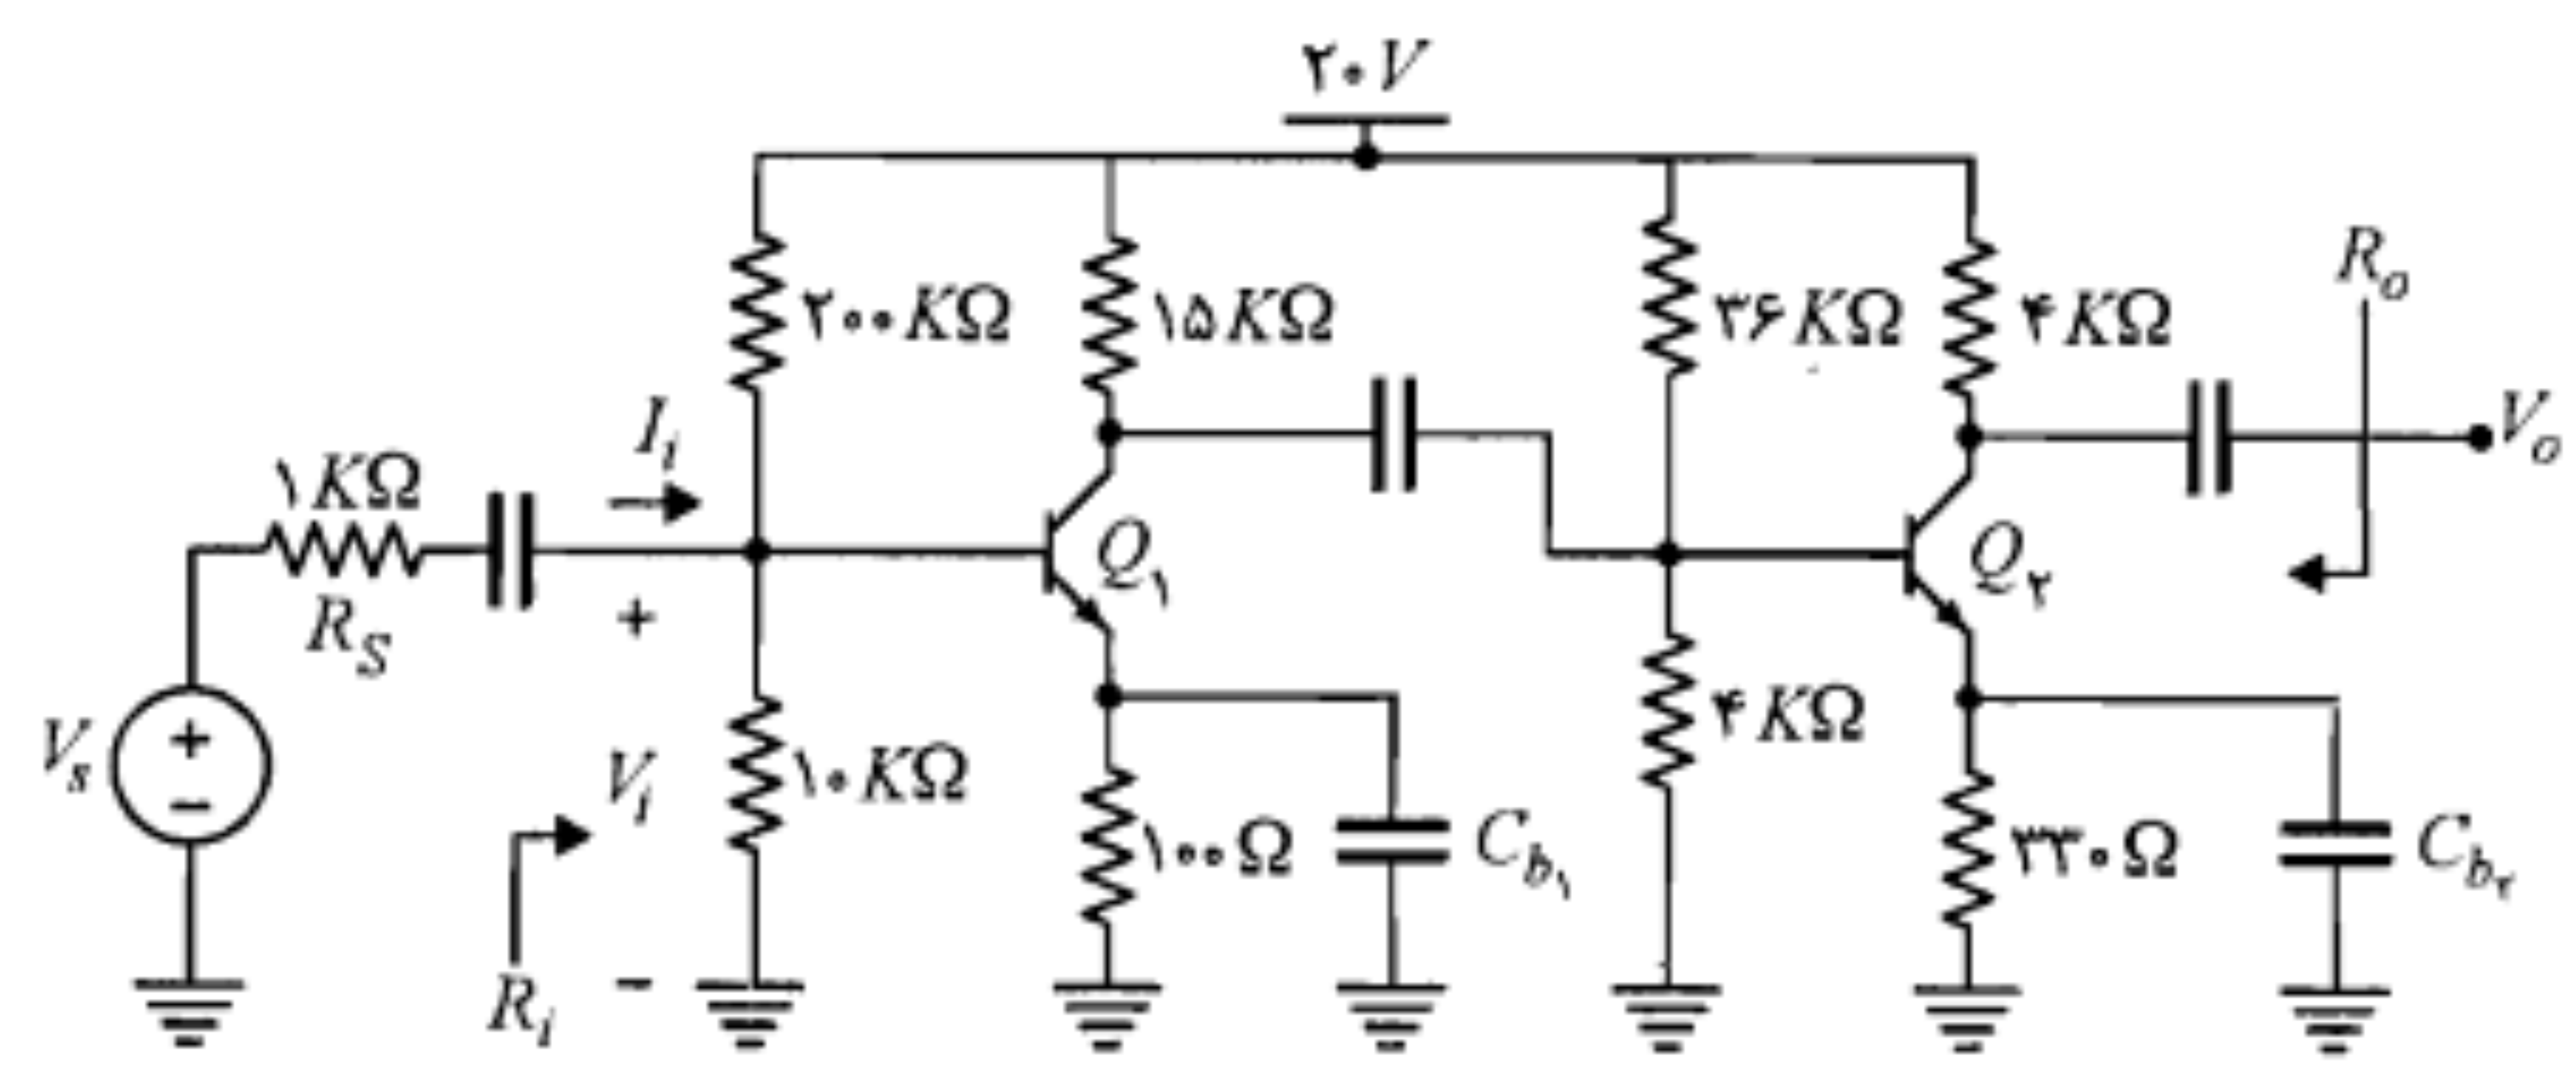 ۲۰V
۲۰۰KΩ
۱۵KΩ
۳۶KΩ
۴KΩ
R_o
V_o
I_i
۱KΩ
R_S
+
Q_۱
Q_۲
V_s
+
−
V_i
۱۰KΩ
۱۰۰Ω
C_b۱
۴KΩ
۳۳۰Ω
C_b۲
R_i
−